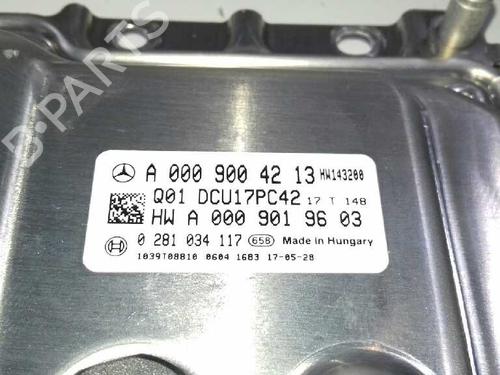 B-PARTS
A 000 900 42 13 HW143200
Q01 DCU17PC42 17 T 148
HW A 000 901 96 03
0 281 034 117 658 Made in Hungary
1039T08810 0604 1683 17-05-28